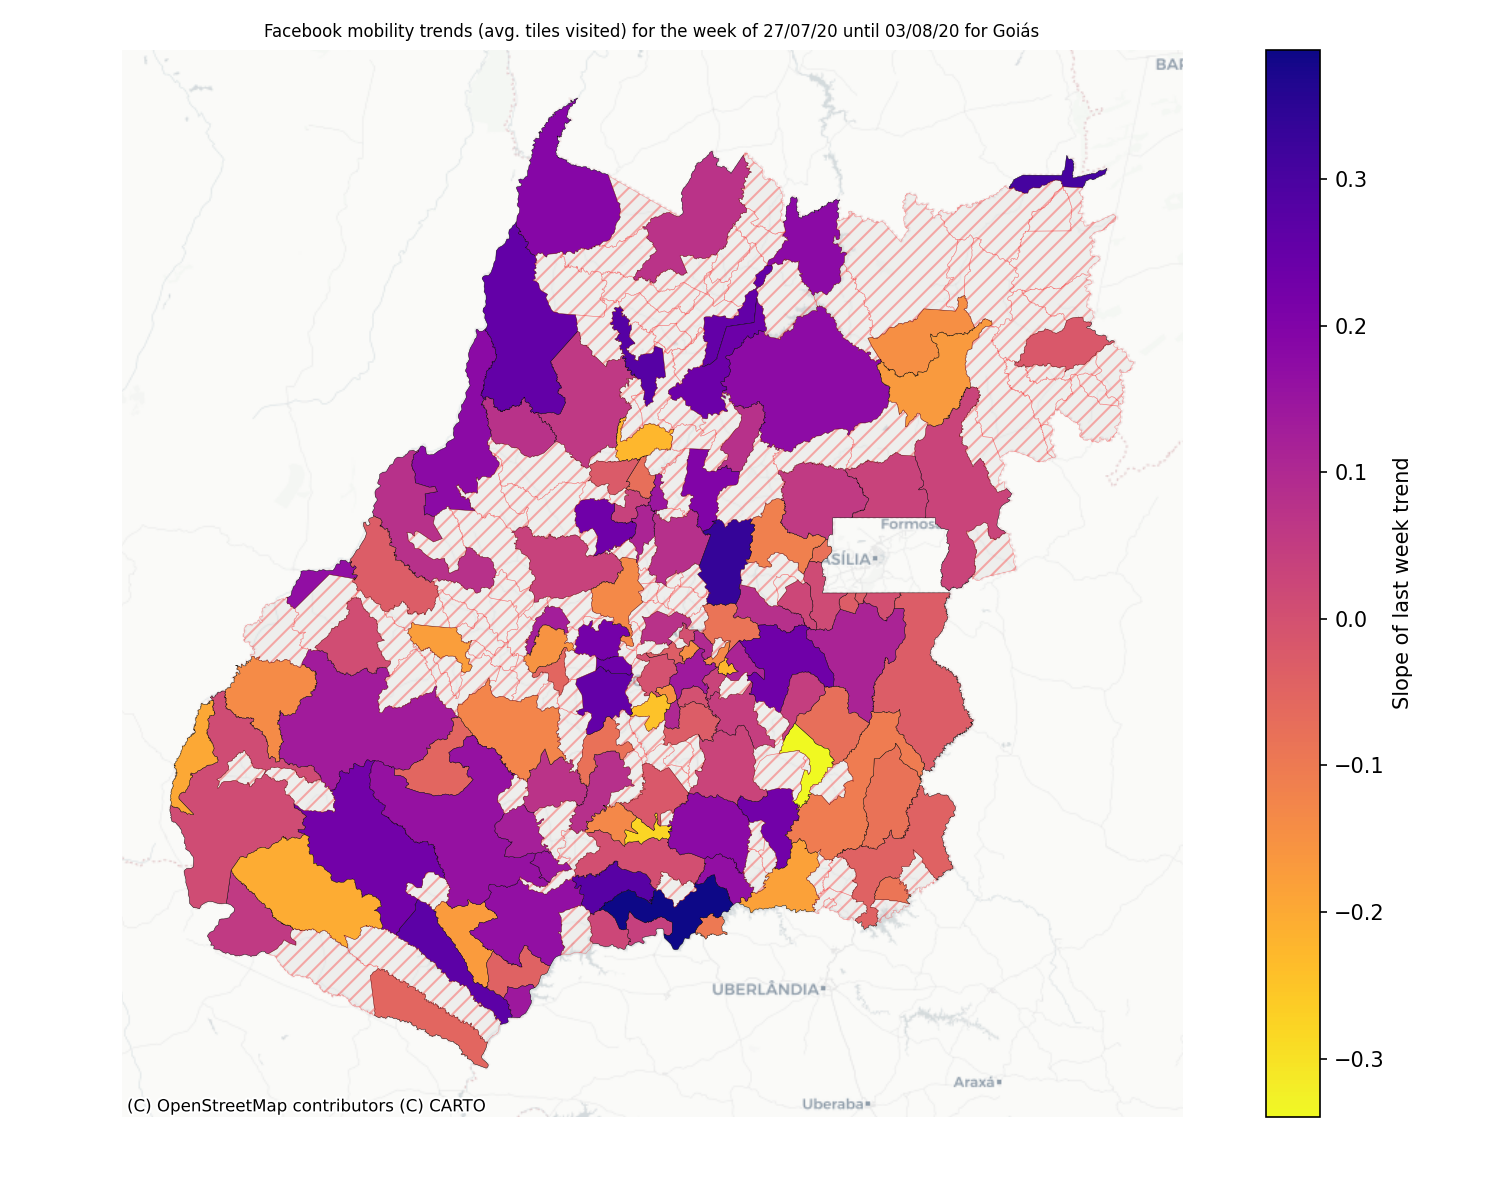 Facebook mobility trends (avg. tiles visited) for the week of 27/07/20 until 03/08/20 for Goiás
BAR
0.3
0.2
0.1
0.0
−0.1
−0.2
−0.3
Slope of last week trend
Formos
ASÍLIA
UBERLÂNDIA
Araxá
Uberaba
(C) OpenStreetMap contributors (C) CARTO